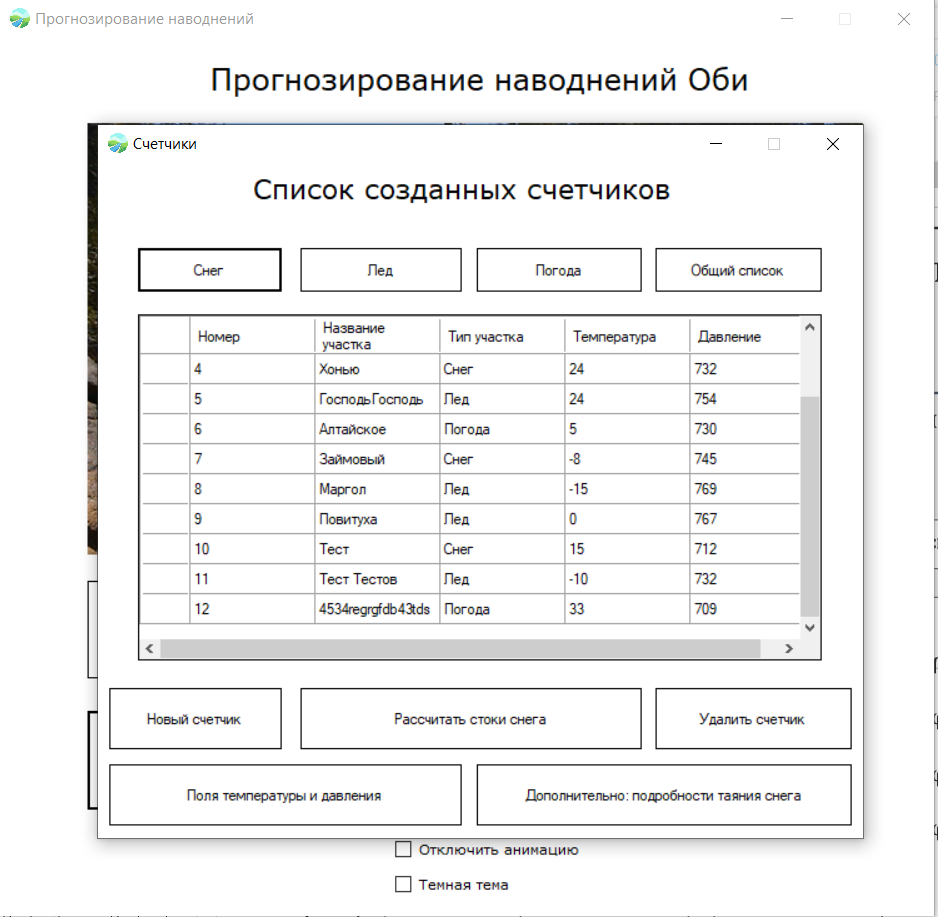 Прогнозирование наводнений
Прогнозирование наводнений Оби
Счетчики
Список созданных счетчиков
Снег Лед Погода Общий список
Номер Название участка Тип участка Температура Давление
4 Хонью Снег 24 732
5 ГосподьГосподь Лед 24 754
6 Алтайское Погода 5 730
7 Займовый Снег -8 745
8 Маргол Лед -15 769
9 Повитуха Лед 0 767
10 Тест Снег 15 712
11 Тест Тестов Лед -10 732
12 4534regrgfdb43tds Погода 33 709
Новый счетчик Рассчитать стоки снега Удалить счетчик
Поля температуры и давления Дополнительно: подробности таяния снега
Отключить анимацию
Темная тема